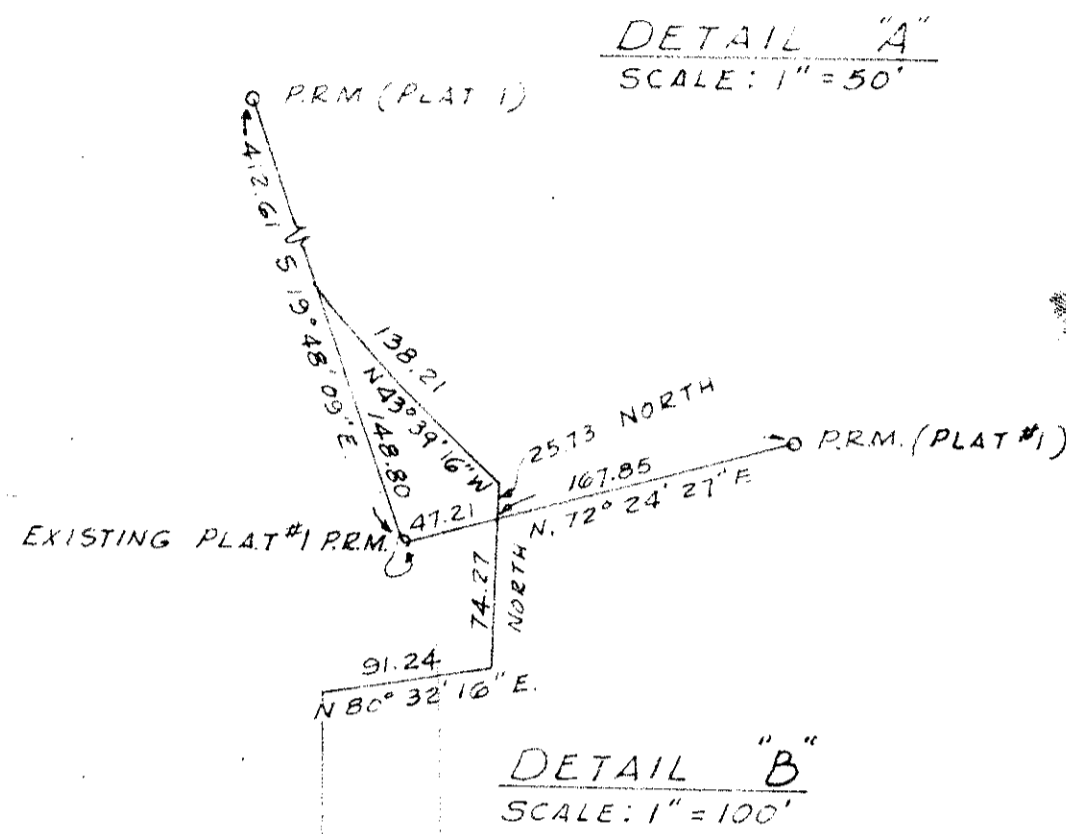 DETAIL "A"
SCALE: 1" = 50'
P.R.M (PLAT 1)
412.61
S 19° 48' 09" E.
138.21
N 43° 39' 16" W
148.80
25.73 NORTH
167.85
N. 72° 24' 27" E
P.R.M. (PLAT #1)
47.21
EXISTING PLAT #1 P.R.M.
74.27
NORTH
91.24
N 80° 32' 16" E.
DETAIL "B"
SCALE: 1" = 100'